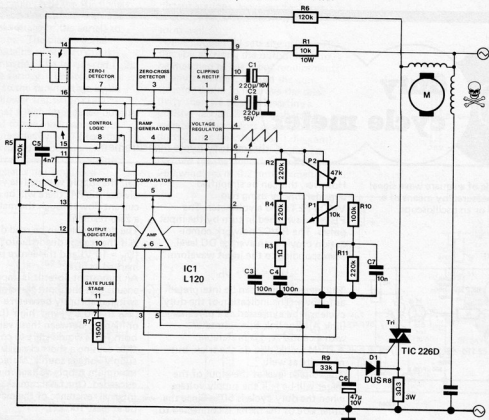 R6
120k
R1
10k
10W
14
9
ZERO-I
DETECTOR
7
ZERO-CROSS
DETECTOR
3
CLIPPING
& RECTIF
1
10
C1
220µ
16V
M
16
8
C2
220µ
16V
CONTROL
LOGIC
8
RAMP
GENERATOR
4
VOLTAGE
REGULATOR
2
4
R5
120k
C5
4n7
15
11
6
1
CHOPPER
9
COMPARATOR
5
R2
220k
P2
47k
2
13
R4
220k
P1
10k
R10
100k
12
OUTPUT
LOGIC-STAGE
10
AMP
+ 6 −
R3
1Ω
R11
220k
C7
10n
IC1
L120
C3
100n
C4
100n
GATE PULSE
STAGE
11
7
3
5
R7
150Ω
Tri
TIC 226D
R9
33k
D1
DUS
R8
3Ω3
3W
C6
47µ
10V